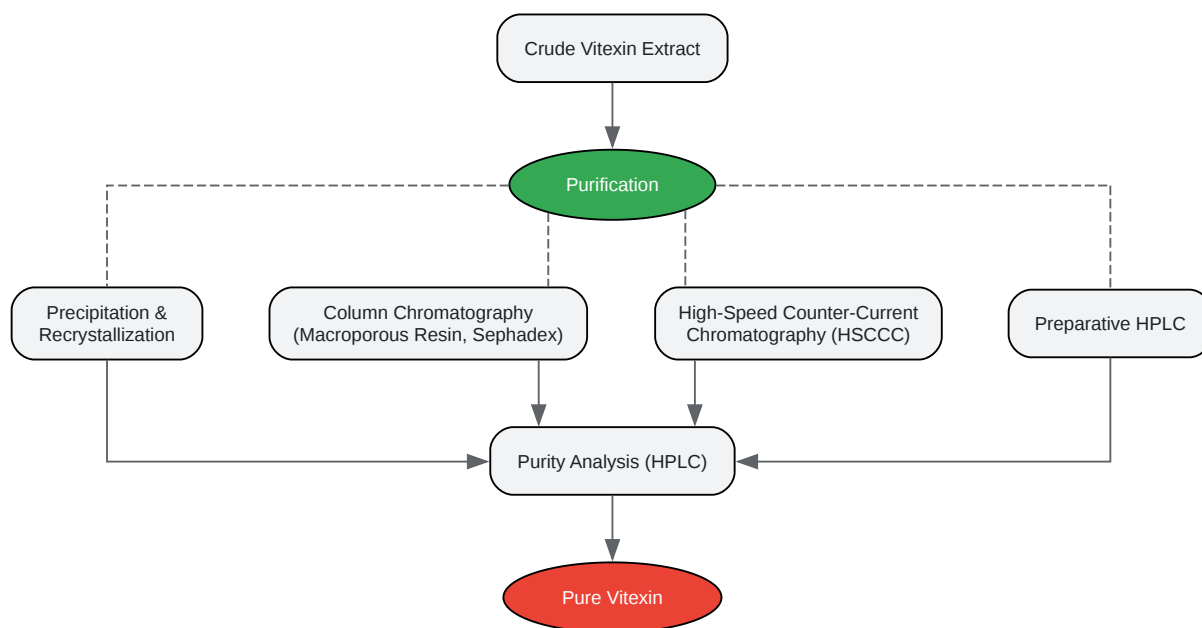 Crude Vitexin Extract
Purification
Precipitation &
Recrystallization
Column Chromatography
(Macroporous Resin, Sephadex)
High-Speed Counter-Current
Chromatography (HSCCC)
Preparative HPLC
Purity Analysis (HPLC)
Pure Vitexin